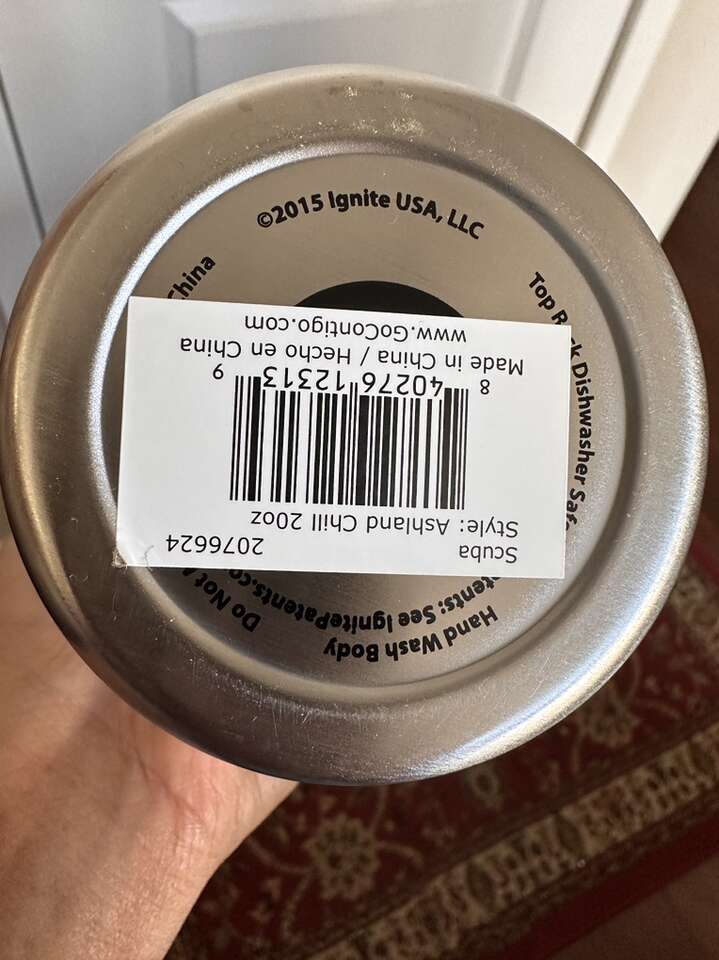 ©2015 Ignite USA, LLC
Top R ck Dishwasher Safe
Hand Wash Body
atents: See IgnitePatents.co
Do Not
China
Scuba 2076624
Style: Ashland Chill 20oz
8 40276 12313 9
Made in China / Hecho en China
www.GoContigo.com